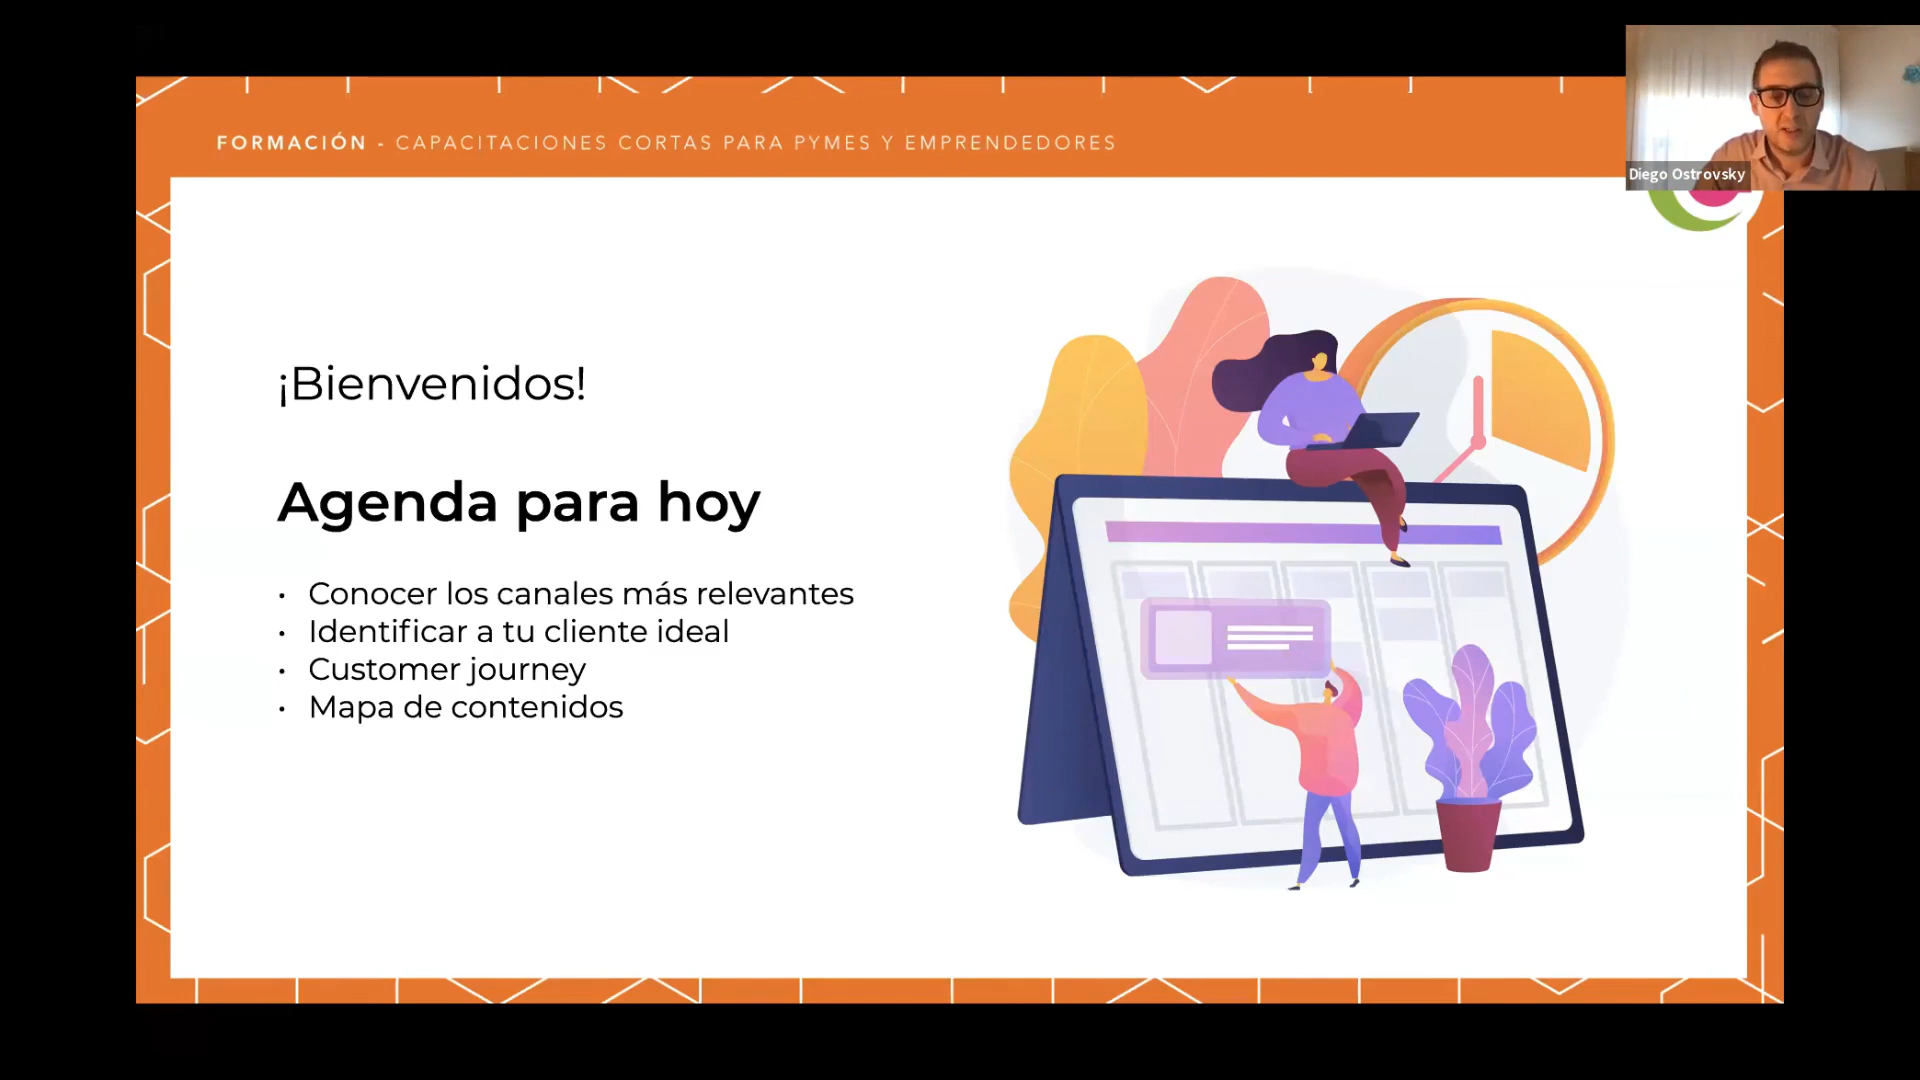 FORMACIÓN - CAPACITACIONES CORTAS PARA PYMES Y EMPRENDEDORES
Diego Ostrovsky
¡Bienvenidos!
Agenda para hoy
• Conocer los canales más relevantes
• Identificar a tu cliente ideal
• Customer journey
• Mapa de contenidos